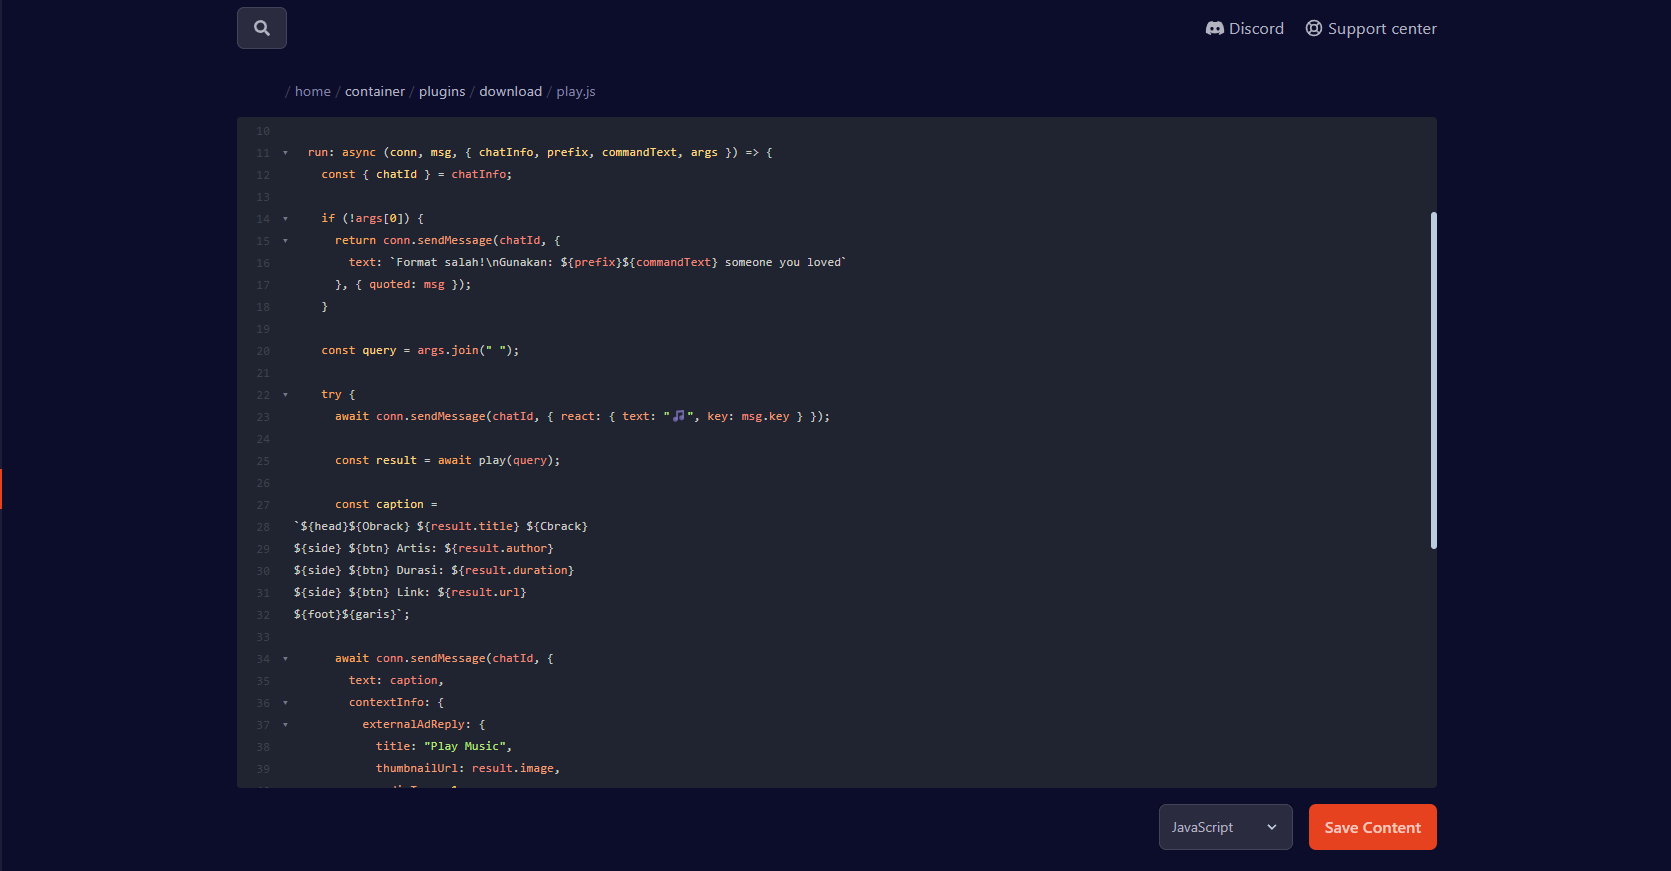 Discord Support center
/ home / container / plugins / download / play.js
10
11 run: async (conn, msg, { chatInfo, prefix, commandText, args }) => {
12 const { chatId } = chatInfo;
13
14 if (!args[0]) {
15 return conn.sendMessage(chatId, {
16 text: `Format salah!\nGunakan: ${prefix}${commandText} someone you loved`
17 }, { quoted: msg });
18 }
19
20 const query = args.join(" ");
21
22 try {
23 await conn.sendMessage(chatId, { react: { text: "🎵", key: msg.key } });
24
25 const result = await play(query);
26
27 const caption =
28 `${head}${Obrack} ${result.title} ${Cbrack}
29 ${side} ${btn} Artis: ${result.author}
30 ${side} ${btn} Durasi: ${result.duration}
31 ${side} ${btn} Link: ${result.url}
32 ${foot}${garis}`;
33
34 await conn.sendMessage(chatId, {
35 text: caption,
36 contextInfo: {
37 externalAdReply: {
38 title: "Play Music",
39 thumbnailUrl: result.image,
JavaScript
Save Content